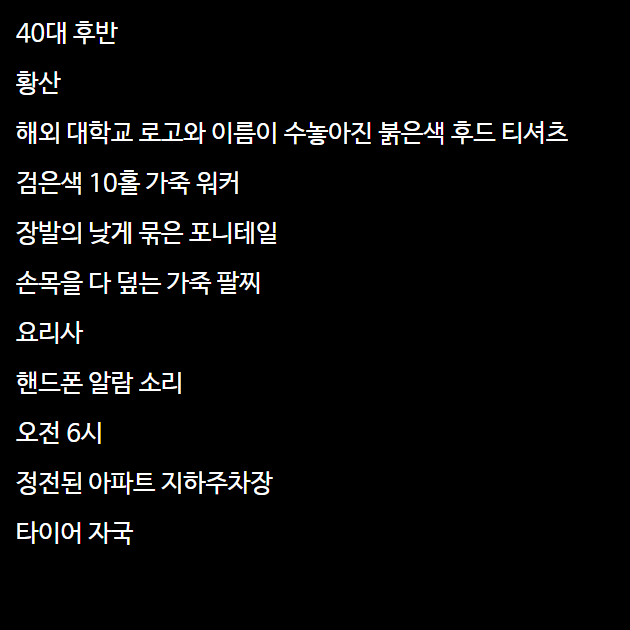 40대 후반
황산
해외 대학교 로고와 이름이 수놓아진 붉은색 후드 티셔츠
검은색 10홀 가죽 워커
장발의 낮게 묶은 포니테일
손목을 다 덮는 가죽 팔찌
요리사
핸드폰 알람 소리
오전 6시
정전된 아파트 지하주차장
타이어 자국